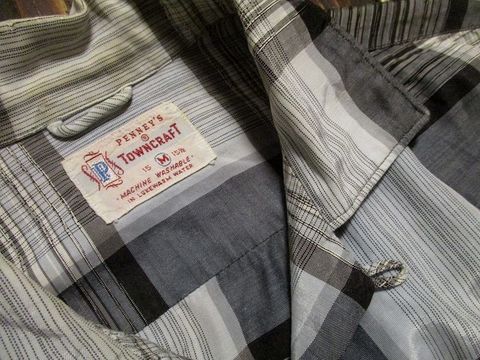 PENNEY'S
TOWNCRAFT ®
P
15 M 15½
- MACHINE WASHABLE -
IN LUKEWARM WATER